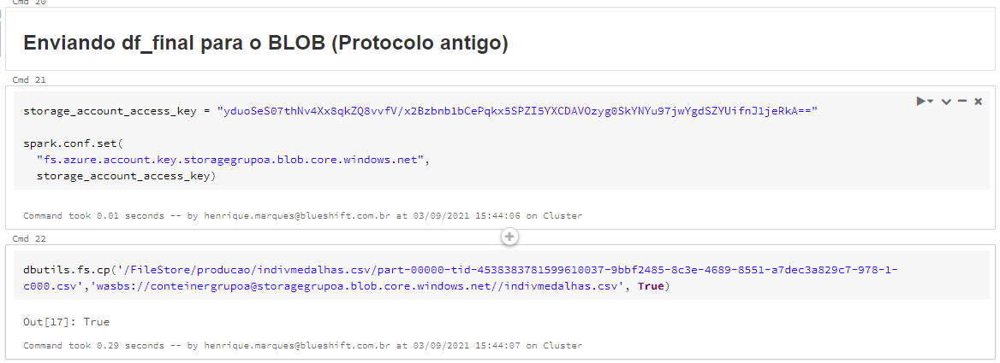 Cmd 20
Enviando df_final para o BLOB (Protocolo antigo)
Cmd 21
storage_account_access_key = "yduoSeS07thNv4Xx8qkZQ8vvfV/x2Bzbnb1bCePqkx5SPZI5YXCDAVOzyg0SkYNYu97jwYgdSZYUifnJ1jeRkA=="
spark.conf.set(
"fs.azure.account.key.storagegrupoa.blob.core.windows.net",
storage_account_access_key)
Command took 0.01 seconds -- by henrique.marques@blueshift.com.br at 03/09/2021 15:44:06 on Cluster
Cmd 22
dbutils.fs.cp('/FileStore/producao/indivmedalhas.csv/part-00000-tid-4538383781599610037-9bbf2485-8c3e-4689-8551-a7dec3a829c7-978-1-
c000.csv','wasbs://conteinergrupoa@storagegrupoa.blob.core.windows.net//indivmedalhas.csv', True)
Out[17]: True
Command took 0.29 seconds -- by henrique.marques@blueshift.com.br at 03/09/2021 15:44:07 on Cluster